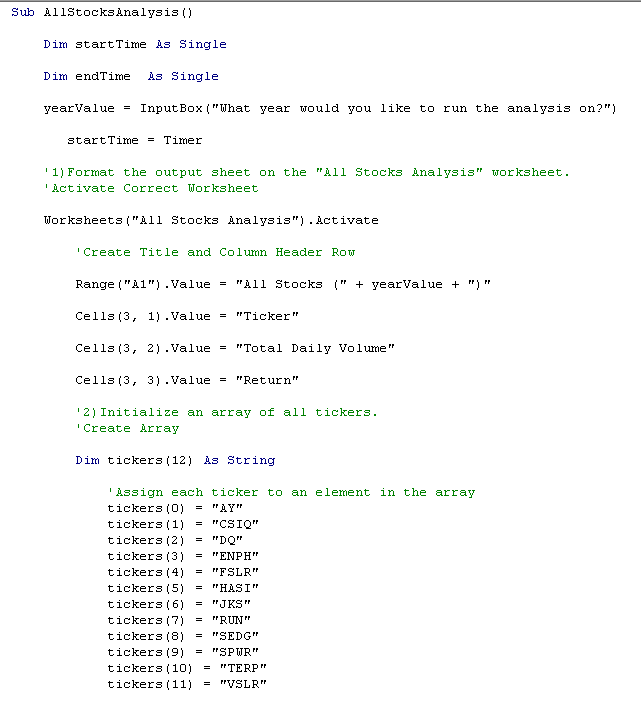 Sub AllStocksAnalysis()
Dim startTime As Single
Dim endTime  As Single
yearValue = InputBox("What year would you like to run the analysis on?")
startTime = Timer
'1)Format the output sheet on the "All Stocks Analysis" worksheet.
'Activate Correct Worksheet
Worksheets("All Stocks Analysis").Activate
'Create Title and Column Header Row
Range("A1").Value = "All Stocks (" + yearValue + ")"
Cells(3, 1).Value = "Ticker"
Cells(3, 2).Value = "Total Daily Volume"
Cells(3, 3).Value = "Return"
'2)Initialize an array of all tickers.
'Create Array
Dim tickers(12) As String
'Assign each ticker to an element in the array
tickers(0) = "AY"
tickers(1) = "CSIQ"
tickers(2) = "DQ"
tickers(3) = "ENPH"
tickers(4) = "FSLR"
tickers(5) = "HASI"
tickers(6) = "JKS"
tickers(7) = "RUN"
tickers(8) = "SEDG"
tickers(9) = "SPWR"
tickers(10) = "TERP"
tickers(11) = "VSLR"